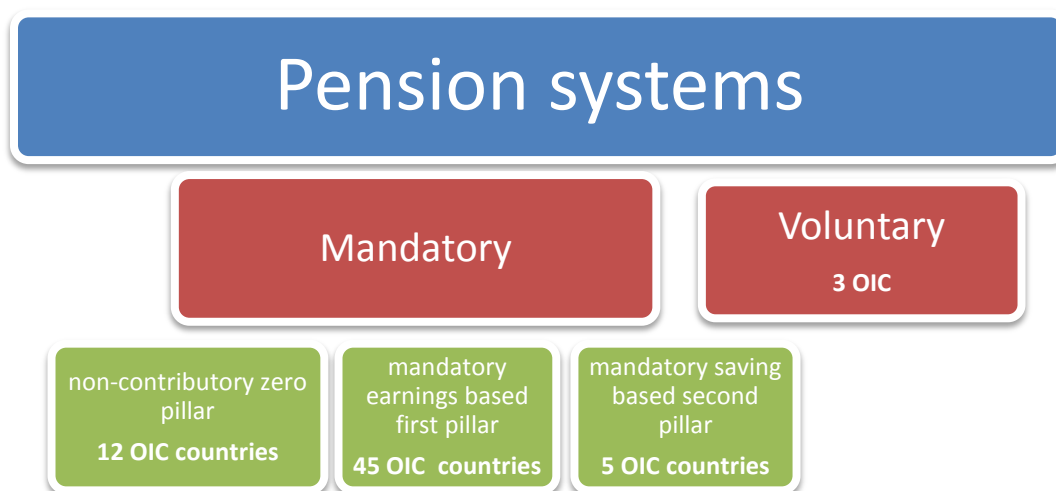 Pension systems
Mandatory
Voluntary
3 OIC
non-contributory zero
pillar
12 OIC countries
mandatory
earnings based
first pillar
45 OIC  countries
mandatory saving
based second
pillar
5 OIC countries